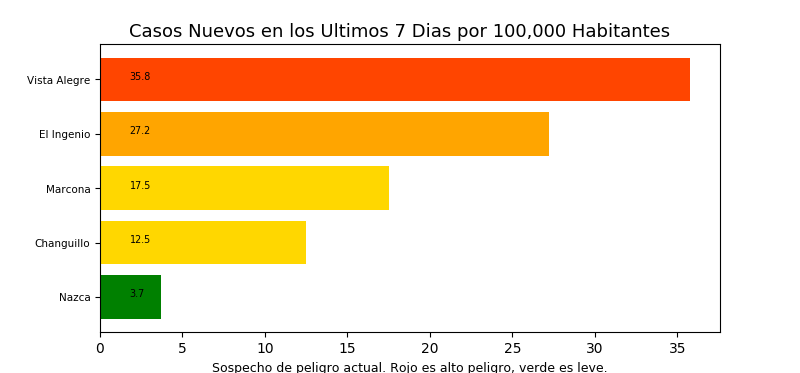 Casos Nuevos en los Ultimos 7 Dias por 100,000 Habitantes
Vista Alegre 35.8
El Ingenio 27.2
Marcona 17.5
Changuillo 12.5
Nazca 3.7
0 5 10 15 20 25 30 35
Sospecho de peligro actual. Rojo es alto peligro, verde es leve.